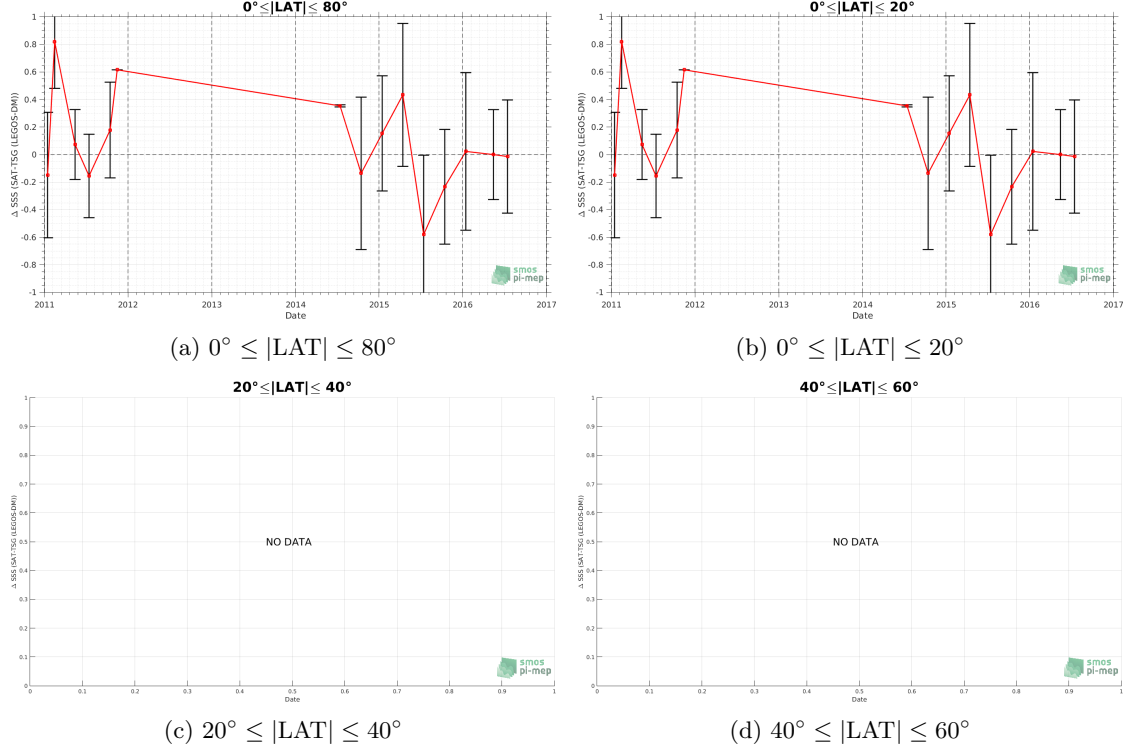 0°≤|LAT|≤ 80°
1
0.8
0.6
0.4
0.2
0
-0.2
-0.4
-0.6
-0.8
-1
Δ SSS (SAT-TSG (LEGOS-DM))
2011 2012 2013 2014 2015 2016 2017
Date
smos
pi-mep
(a) 0° ≤ |LAT| ≤ 80°
0°≤|LAT|≤ 20°
1
0.8
0.6
0.4
0.2
0
-0.2
-0.4
-0.6
-0.8
-1
Δ SSS (SAT-TSG (LEGOS-DM))
2011 2012 2013 2014 2015 2016 2017
Date
smos
pi-mep
(b) 0° ≤ |LAT| ≤ 20°
20°≤|LAT|≤ 40°
1
0.9
0.8
0.7
0.6
0.5
0.4
0.3
0.2
0.1
0
Δ SSS (SAT-TSG (LEGOS-DM))
NO DATA
0 0.1 0.2 0.3 0.4 0.5 0.6 0.7 0.8 0.9 1
Date
smos
pi-mep
(c) 20° ≤ |LAT| ≤ 40°
40°≤|LAT|≤ 60°
1
0.9
0.8
0.7
0.6
0.5
0.4
0.3
0.2
0.1
0
Δ SSS (SAT-TSG (LEGOS-DM))
NO DATA
0 0.1 0.2 0.3 0.4 0.5 0.6 0.7 0.8 0.9 1
Date
smos
pi-mep
(d) 40° ≤ |LAT| ≤ 60°